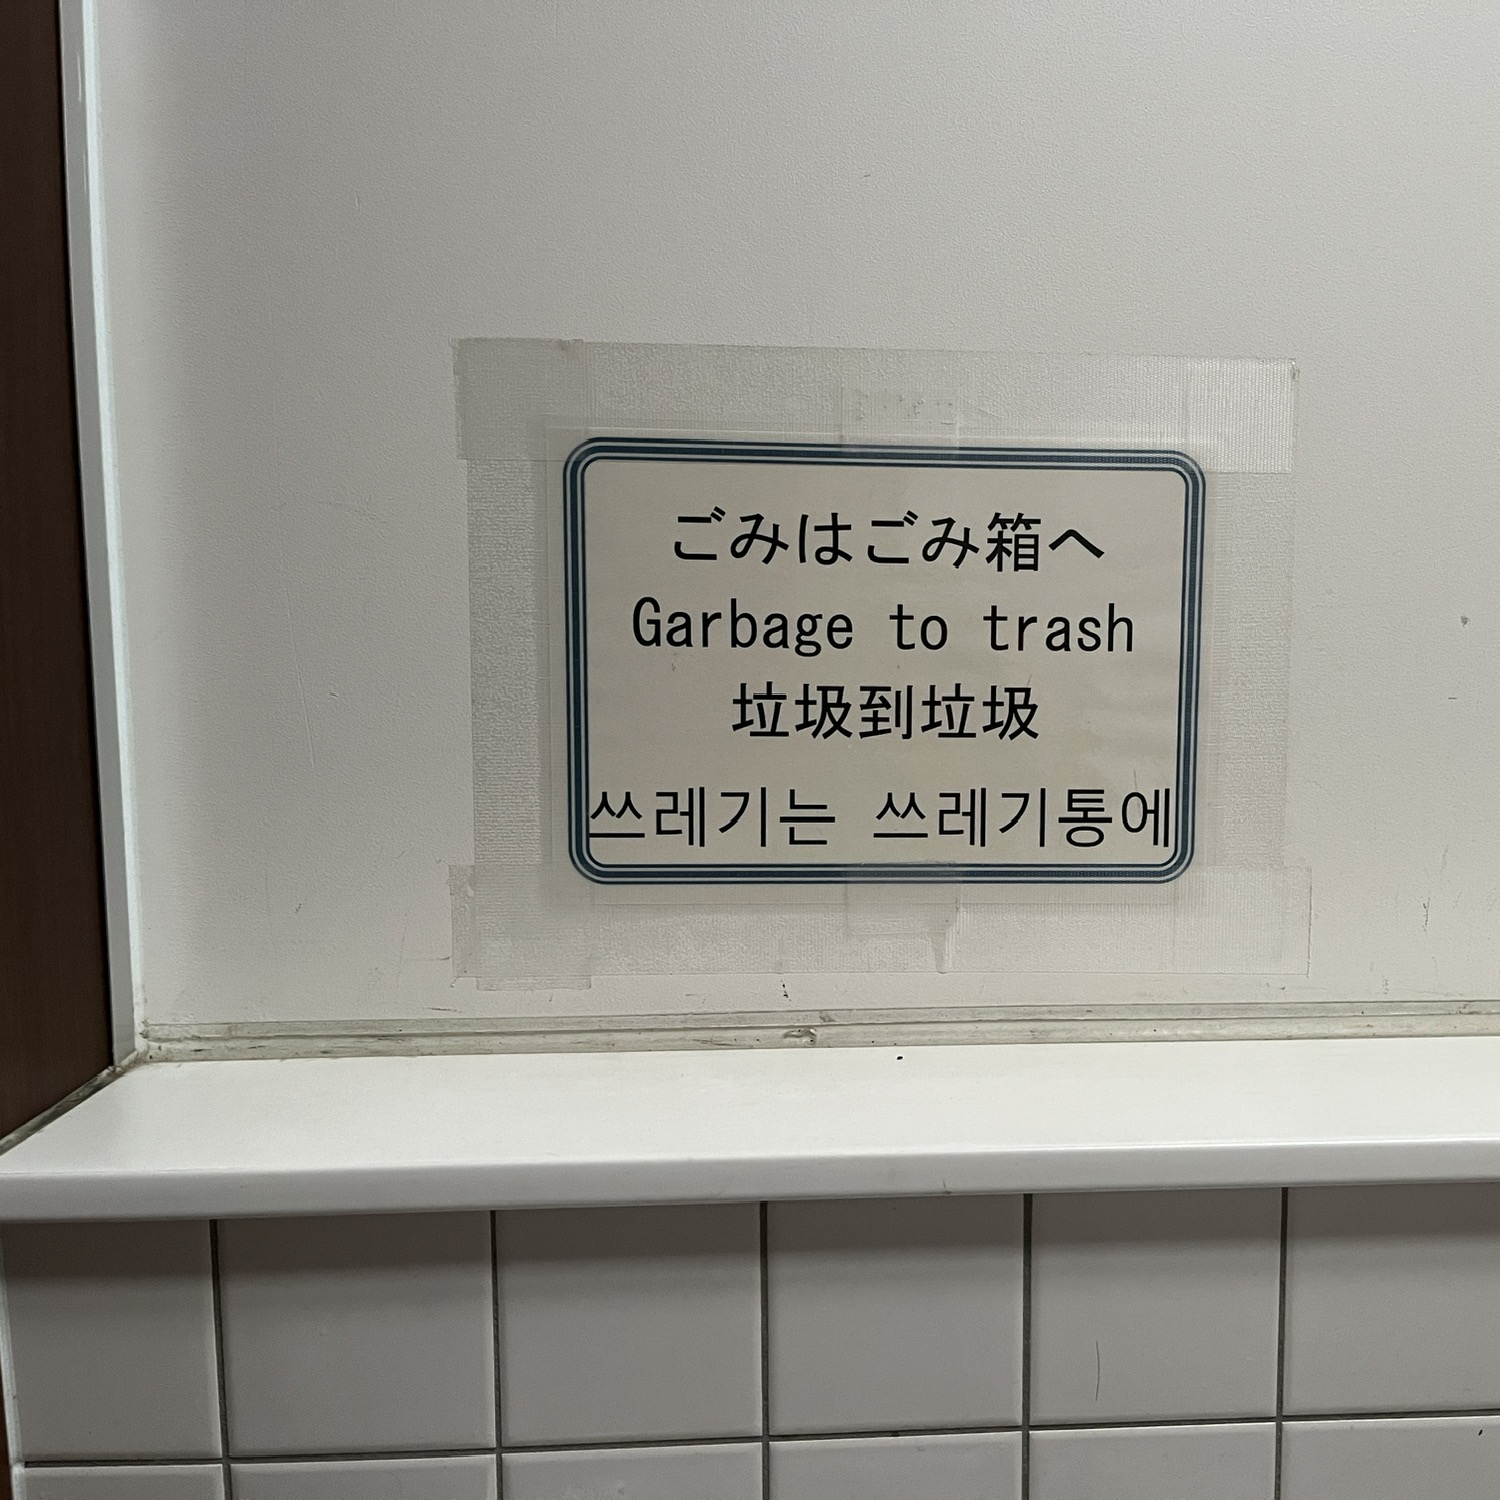 ごみはごみ箱へ
Garbage to trash
垃圾到垃圾
쓰레기는 쓰레기통에